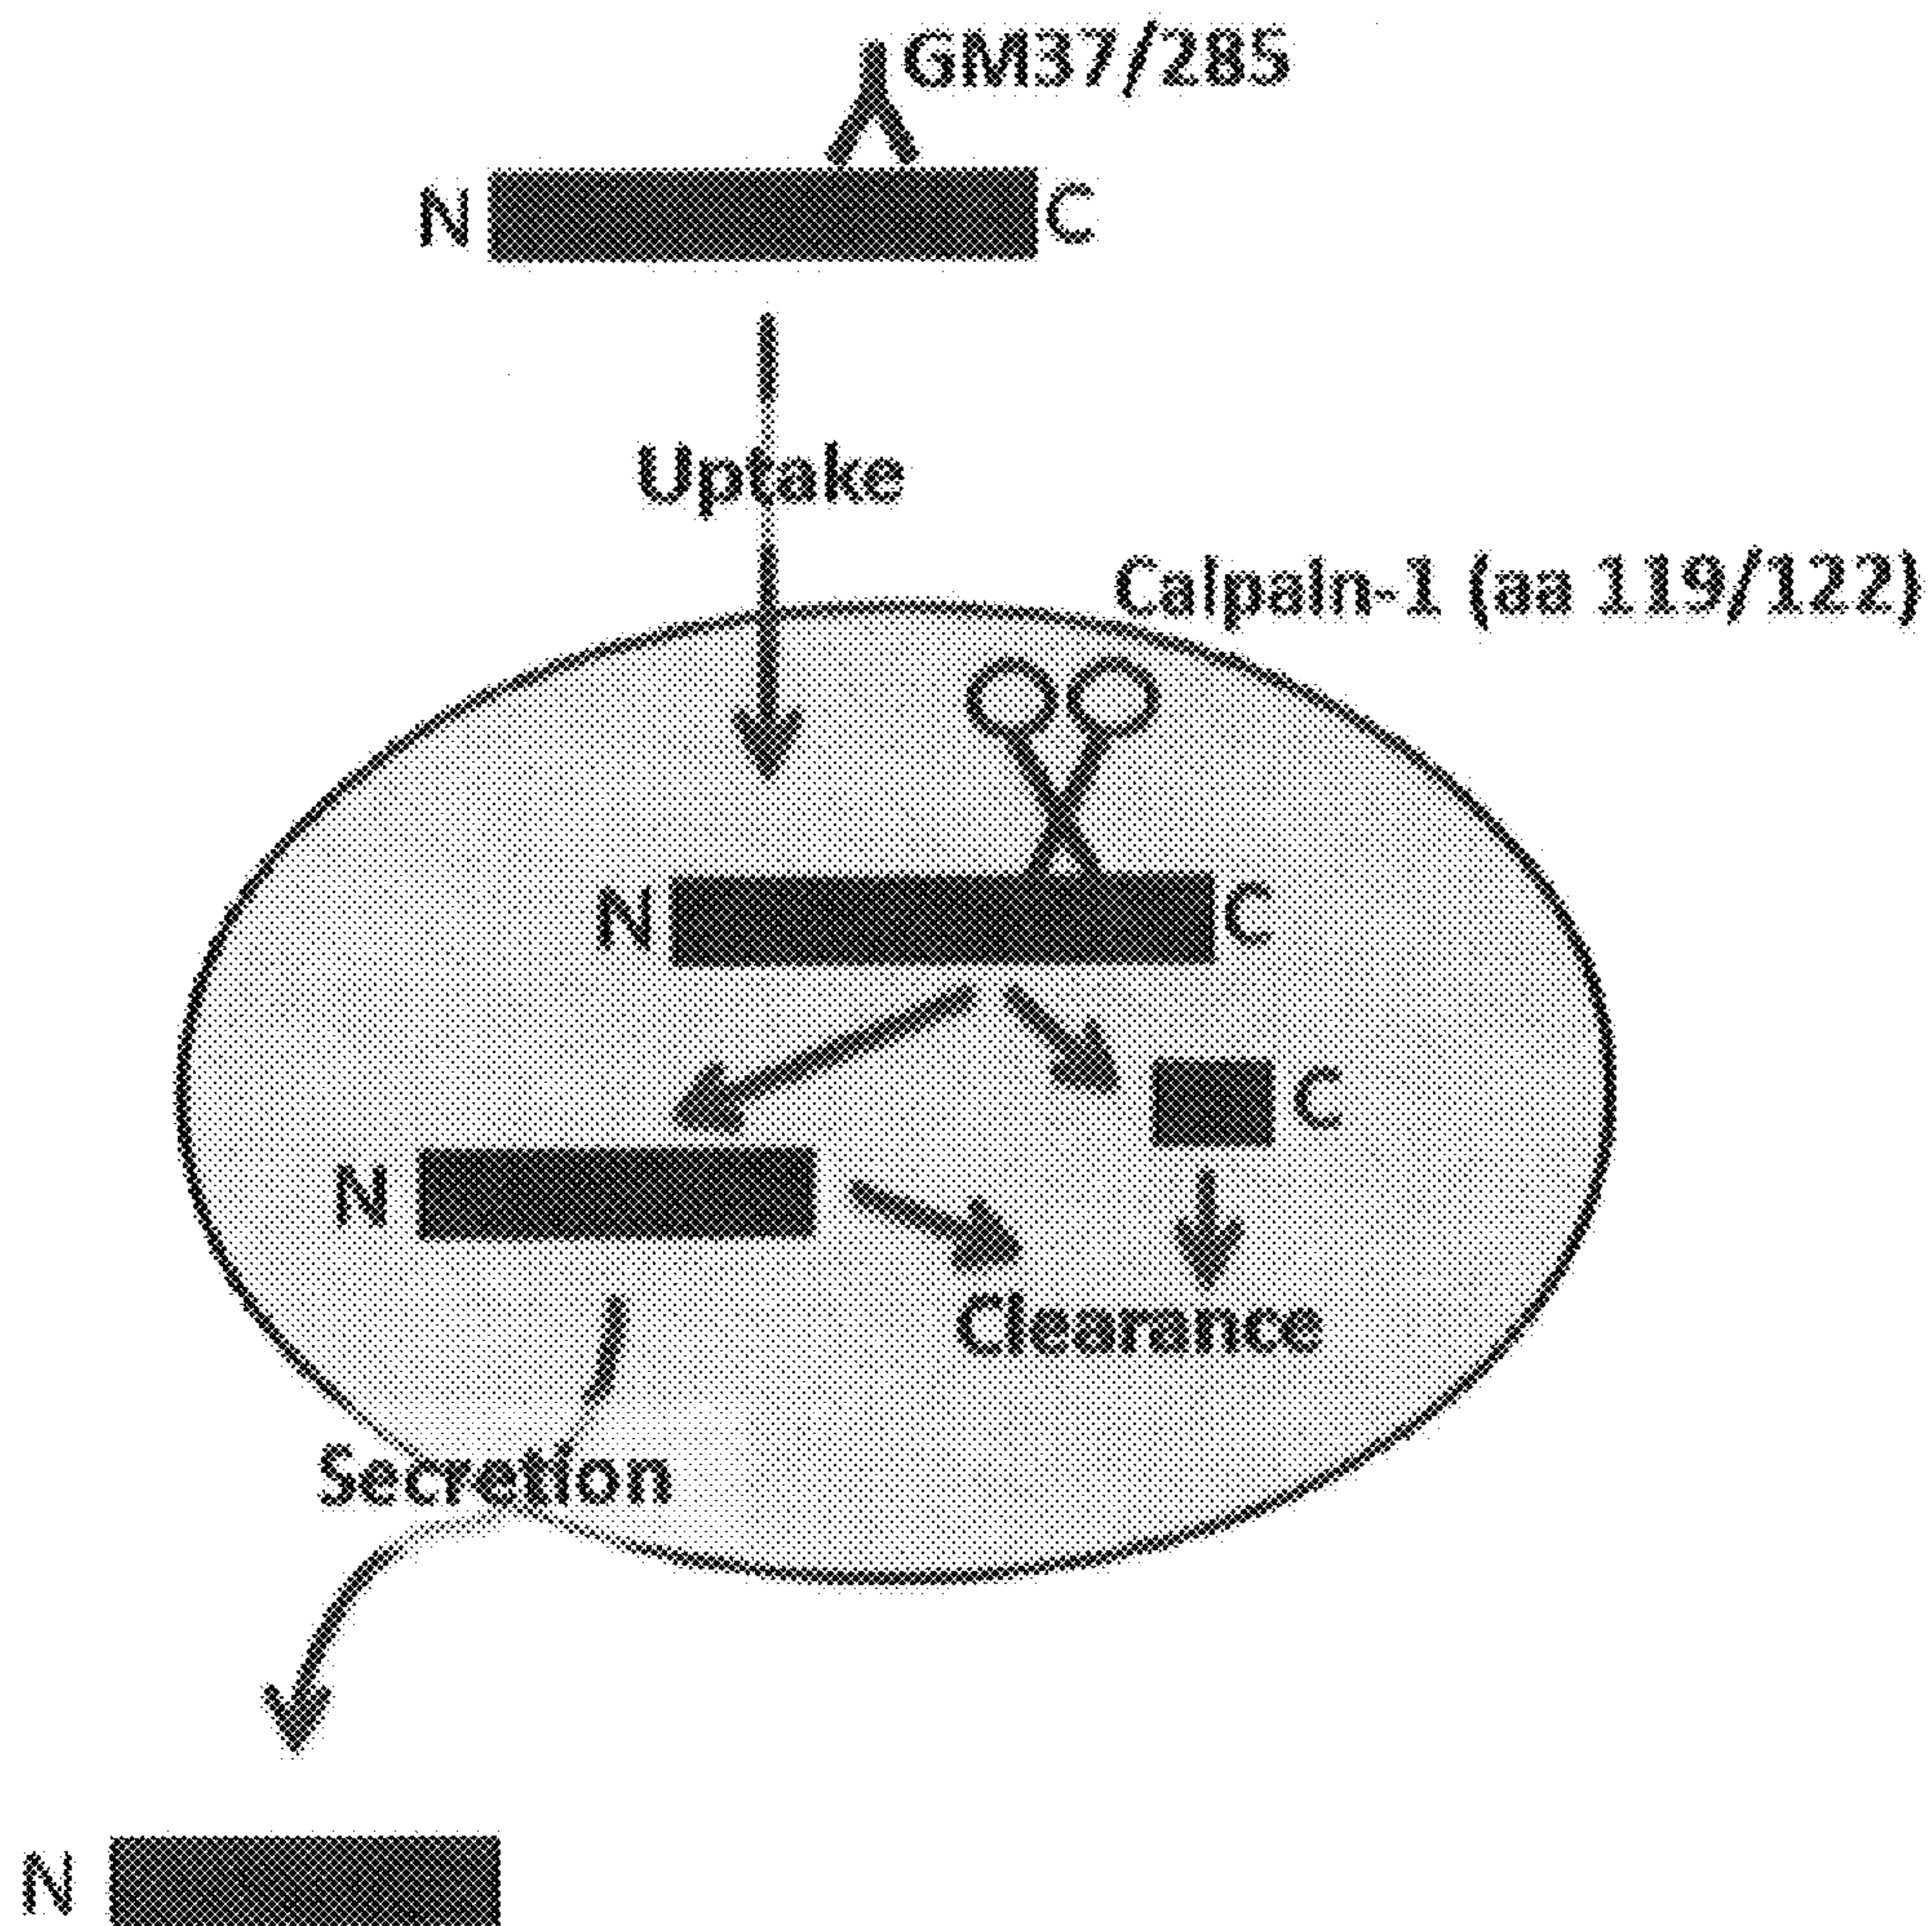 GM37/285
N
C
Uptake
Calpain-1 (aa 119/122)
N
C
C
N
Clearance
Secretion
N